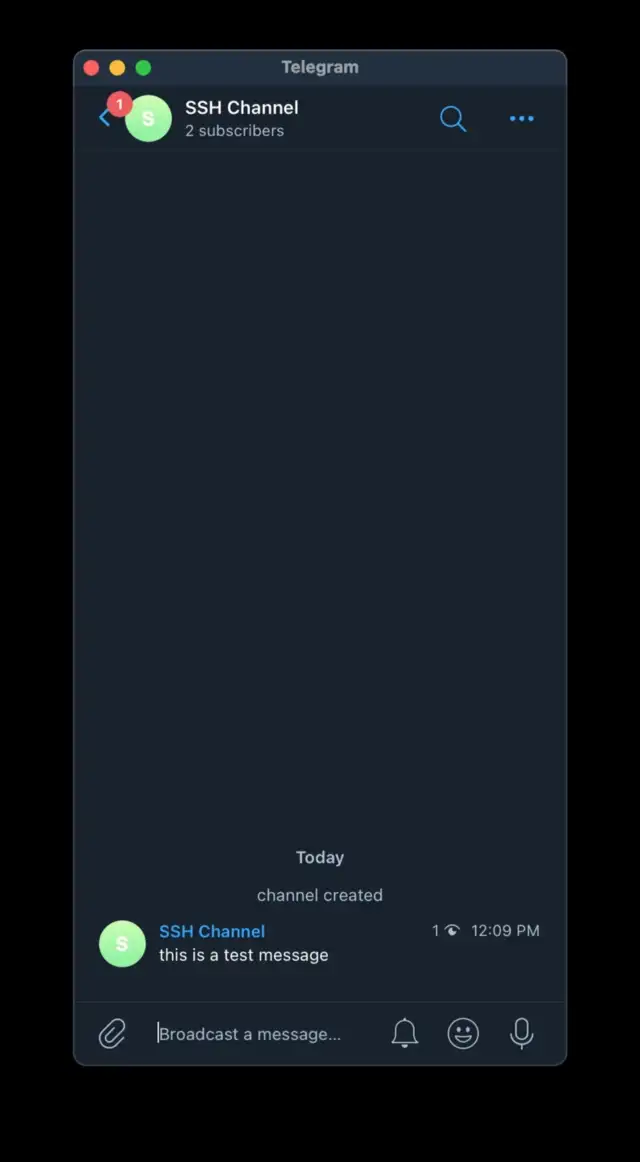 Telegram
1
S
SSH Channel
2 subscribers
Today
channel created
S
SSH Channel
1 12:09 PM
this is a test message
Broadcast a message...